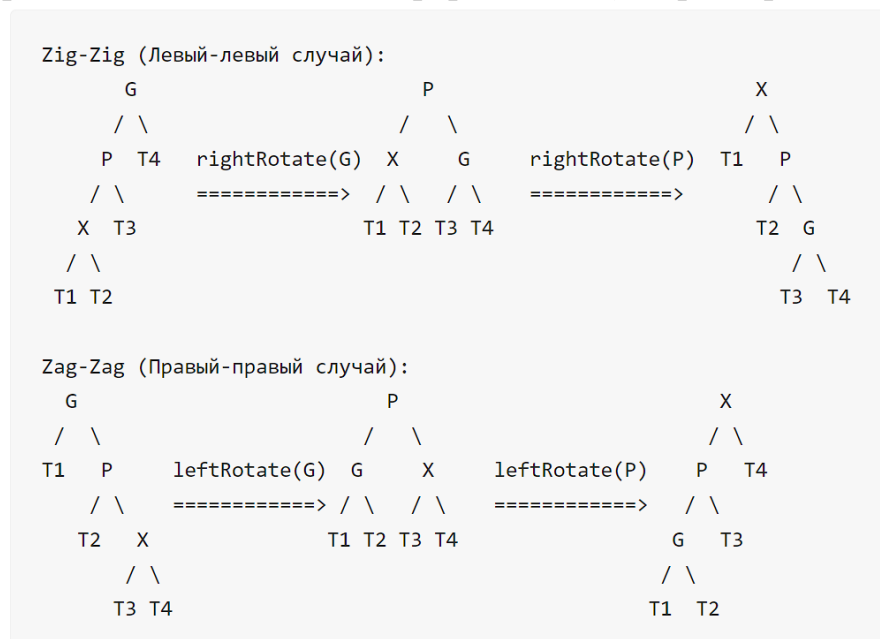 Zig-Zig (Левый-левый случай):
       G                        P                           X
      / \                     /   \                        / \
     P  T4   rightRotate(G)  X     G     rightRotate(P)  T1   P
    / \      ============>  / \   / \    ============>       / \
   X  T3                   T1 T2 T3 T4                      T2  G
  / \                                                          / \
 T1 T2                                                        T3  T4
Zag-Zag (Правый-правый случай):
  G                          P                           X
 /  \                      /   \                        / \
T1   P     leftRotate(G)  G     X     leftRotate(P)    P   T4
    / \    ============> / \   / \    ============>   / \
   T2   X               T1 T2 T3 T4                  G   T3
       / \                                          / \
      T3 T4                                        T1  T2